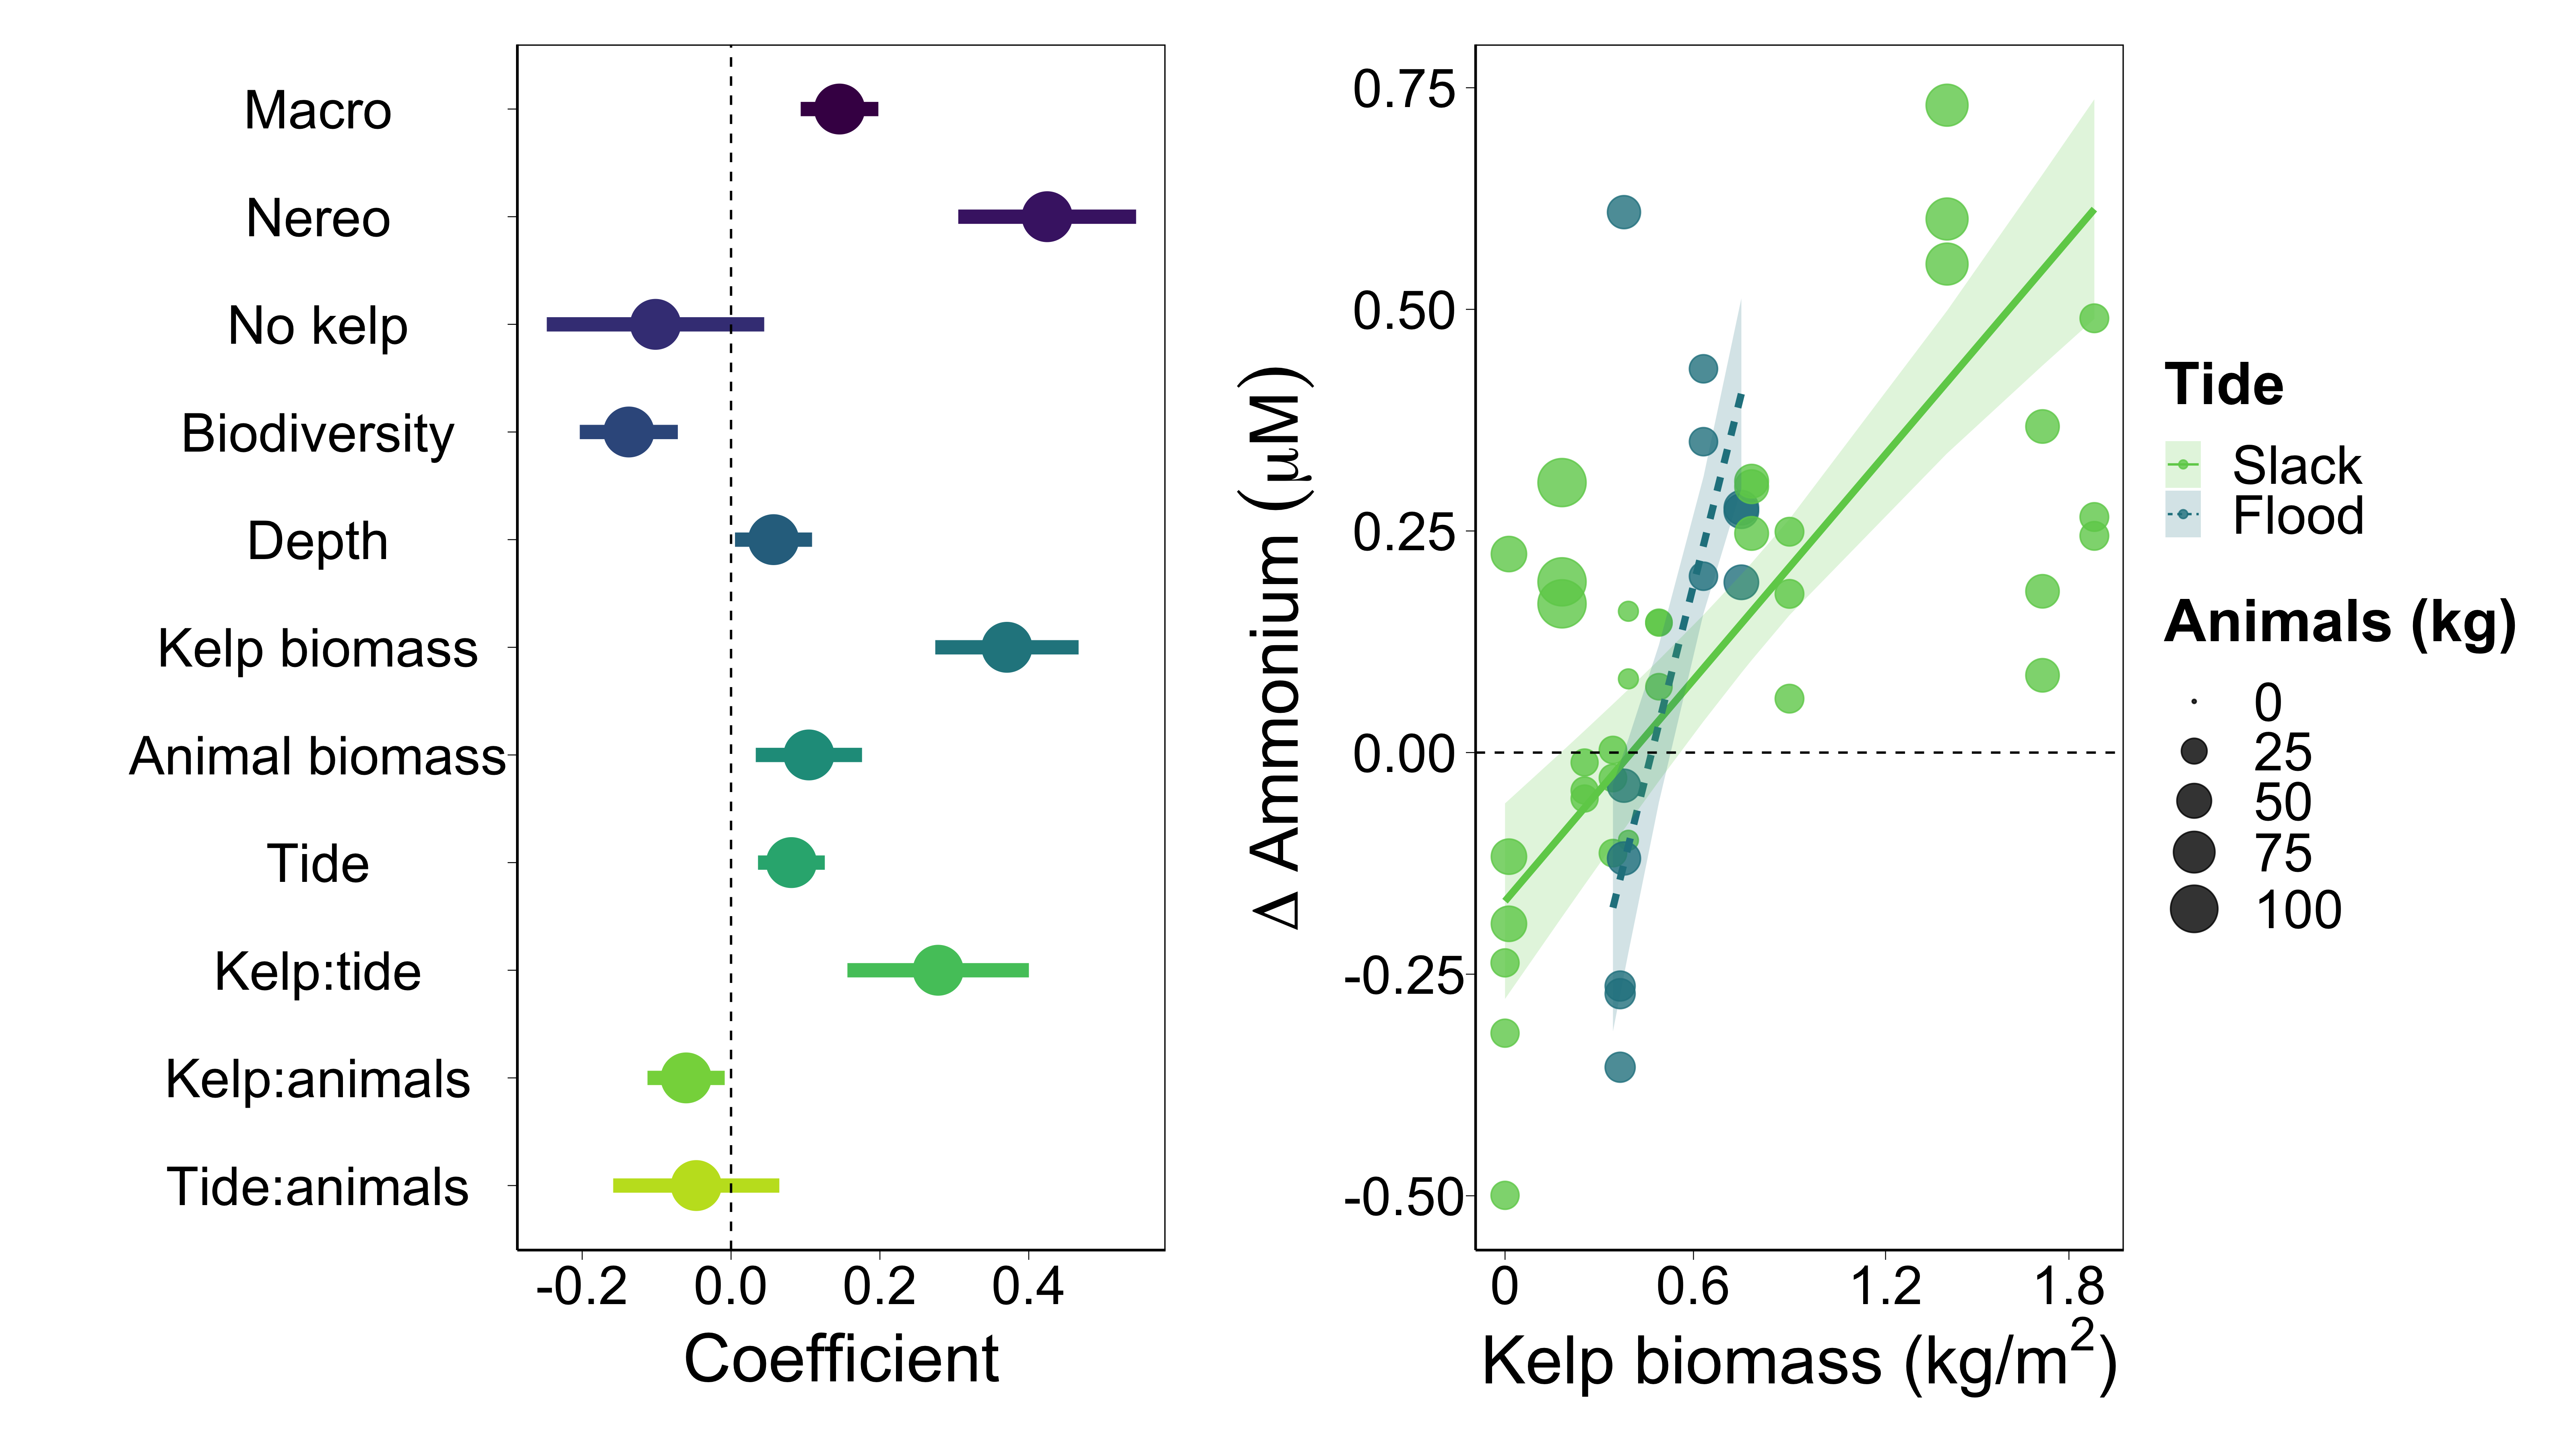 Macro
Nereo
No kelp
Biodiversity
Depth
Kelp biomass
Animal biomass
Tide
Kelp:tide
Kelp:animals
Tide:animals
-0.2 0.0 0.2 0.4
Coefficient
Δ Ammonium (μM)
0.75
0.50
0.25
0.00
-0.25
-0.50
0 0.6 1.2 1.8
Kelp biomass (kg/m²)
Tide
Slack
Flood
Animals (kg)
0
25
50
75
100